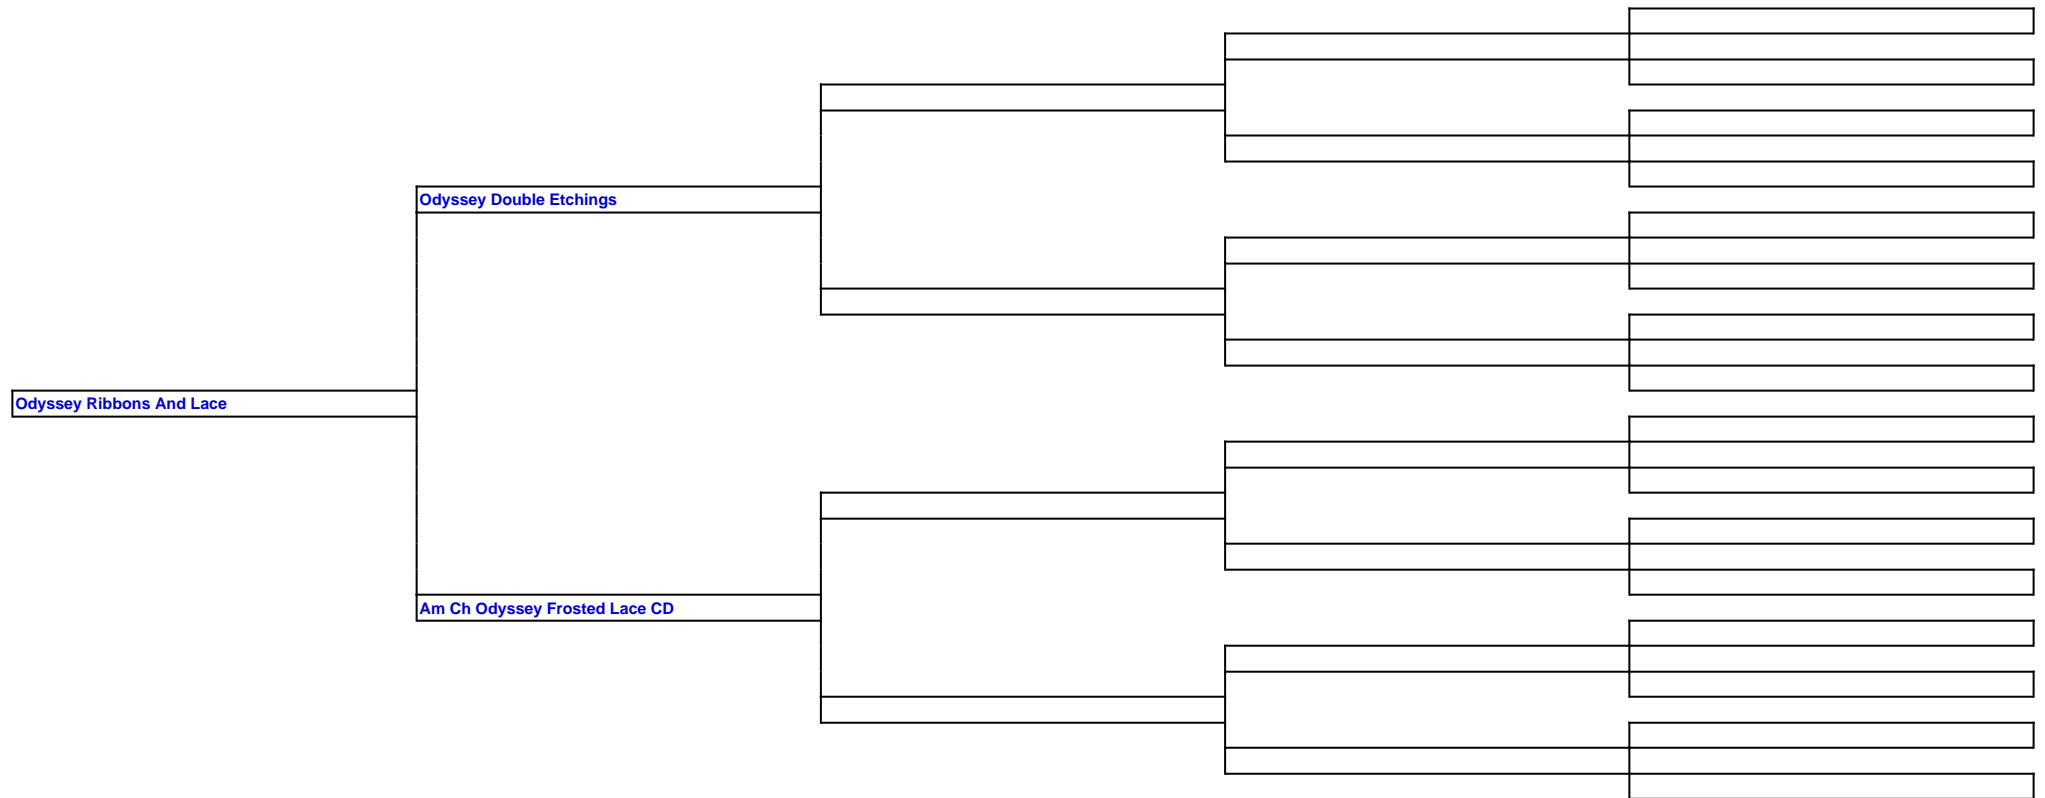 Odyssey Double Etchings
Odyssey Ribbons And Lace
Am Ch Odyssey Frosted Lace CD